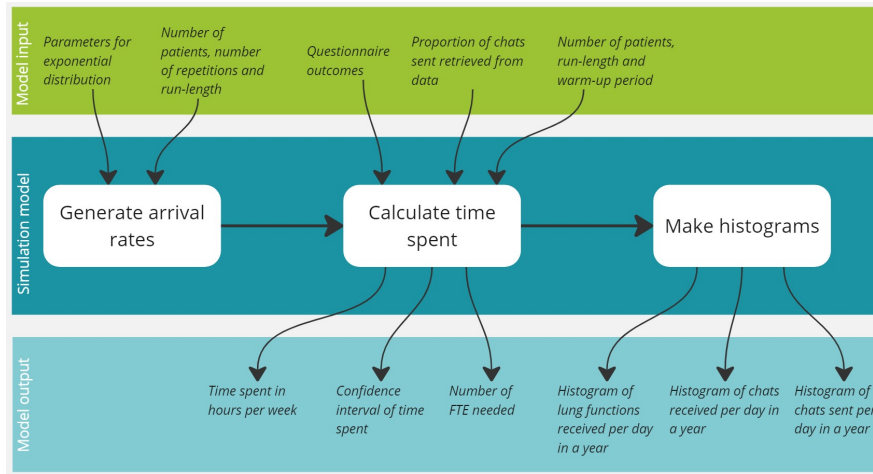 Model input
Parameters for
exponential
distribution
Number of
patients, number
of repetitions and
run-length
Questionnaire
outcomes
Proportion of chats
sent retrieved from
data
Number of patients,
run-length and
warm-up period
Simulation model
Generate arrival
rates
Calculate time
spent
Make histograms
Model output
Time spent in
hours per week
Confidence
interval of time
spent
Number of
FTE needed
Histogram of
lung functions
received per day
in a year
Histogram of chats
received per day in
a year
Histogram of
chats sent per
day in a year